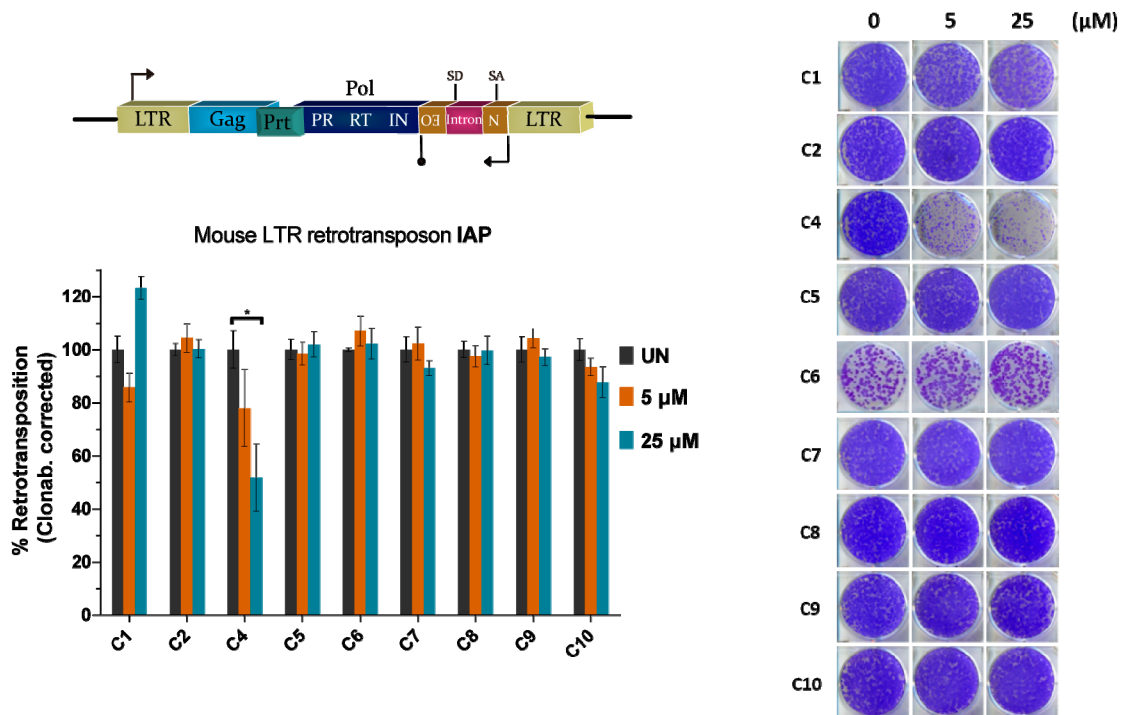 Pol
SD
SA
LTR
Gag
Prt
PR
RT
IN
OE
Intron
N
LTR
Mouse LTR retrotransposon IAP
% Retrotransposition
(Clonab. corrected)
120
100
80
60
40
20
0
*
UN
5 µM
25 µM
C1
C2
C4
C5
C6
C7
C8
C9
C10
0
5
25
(µM)
C1
C2
C4
C5
C6
C7
C8
C9
C10